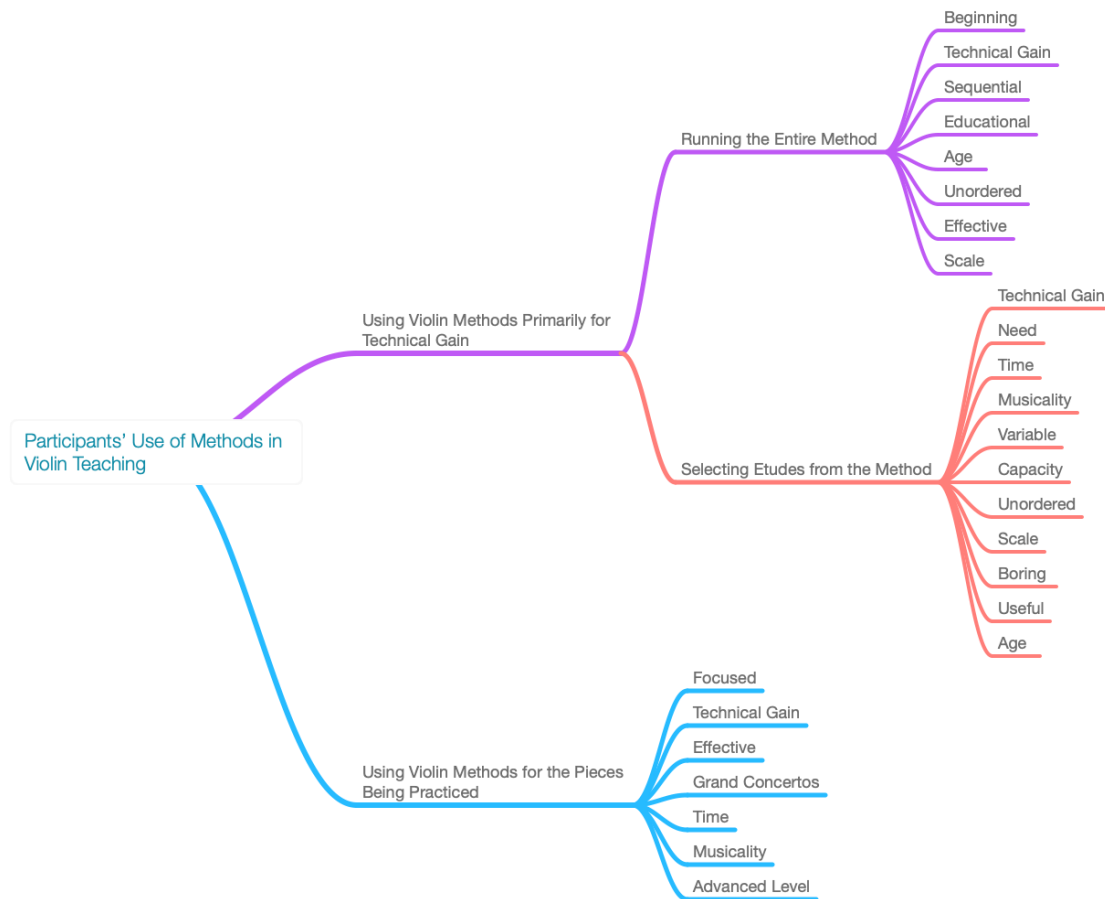 Participants' Use of Methods in
Violin Teaching
Using Violin Methods Primarily for
Technical Gain
Running the Entire Method
Beginning
Technical Gain
Sequential
Educational
Age
Unordered
Effective
Scale
Selecting Etudes from the Method
Technical Gain
Need
Time
Musicality
Variable
Capacity
Unordered
Scale
Boring
Useful
Age
Using Violin Methods for the Pieces
Being Practiced
Focused
Technical Gain
Effective
Grand Concertos
Time
Musicality
Advanced Level